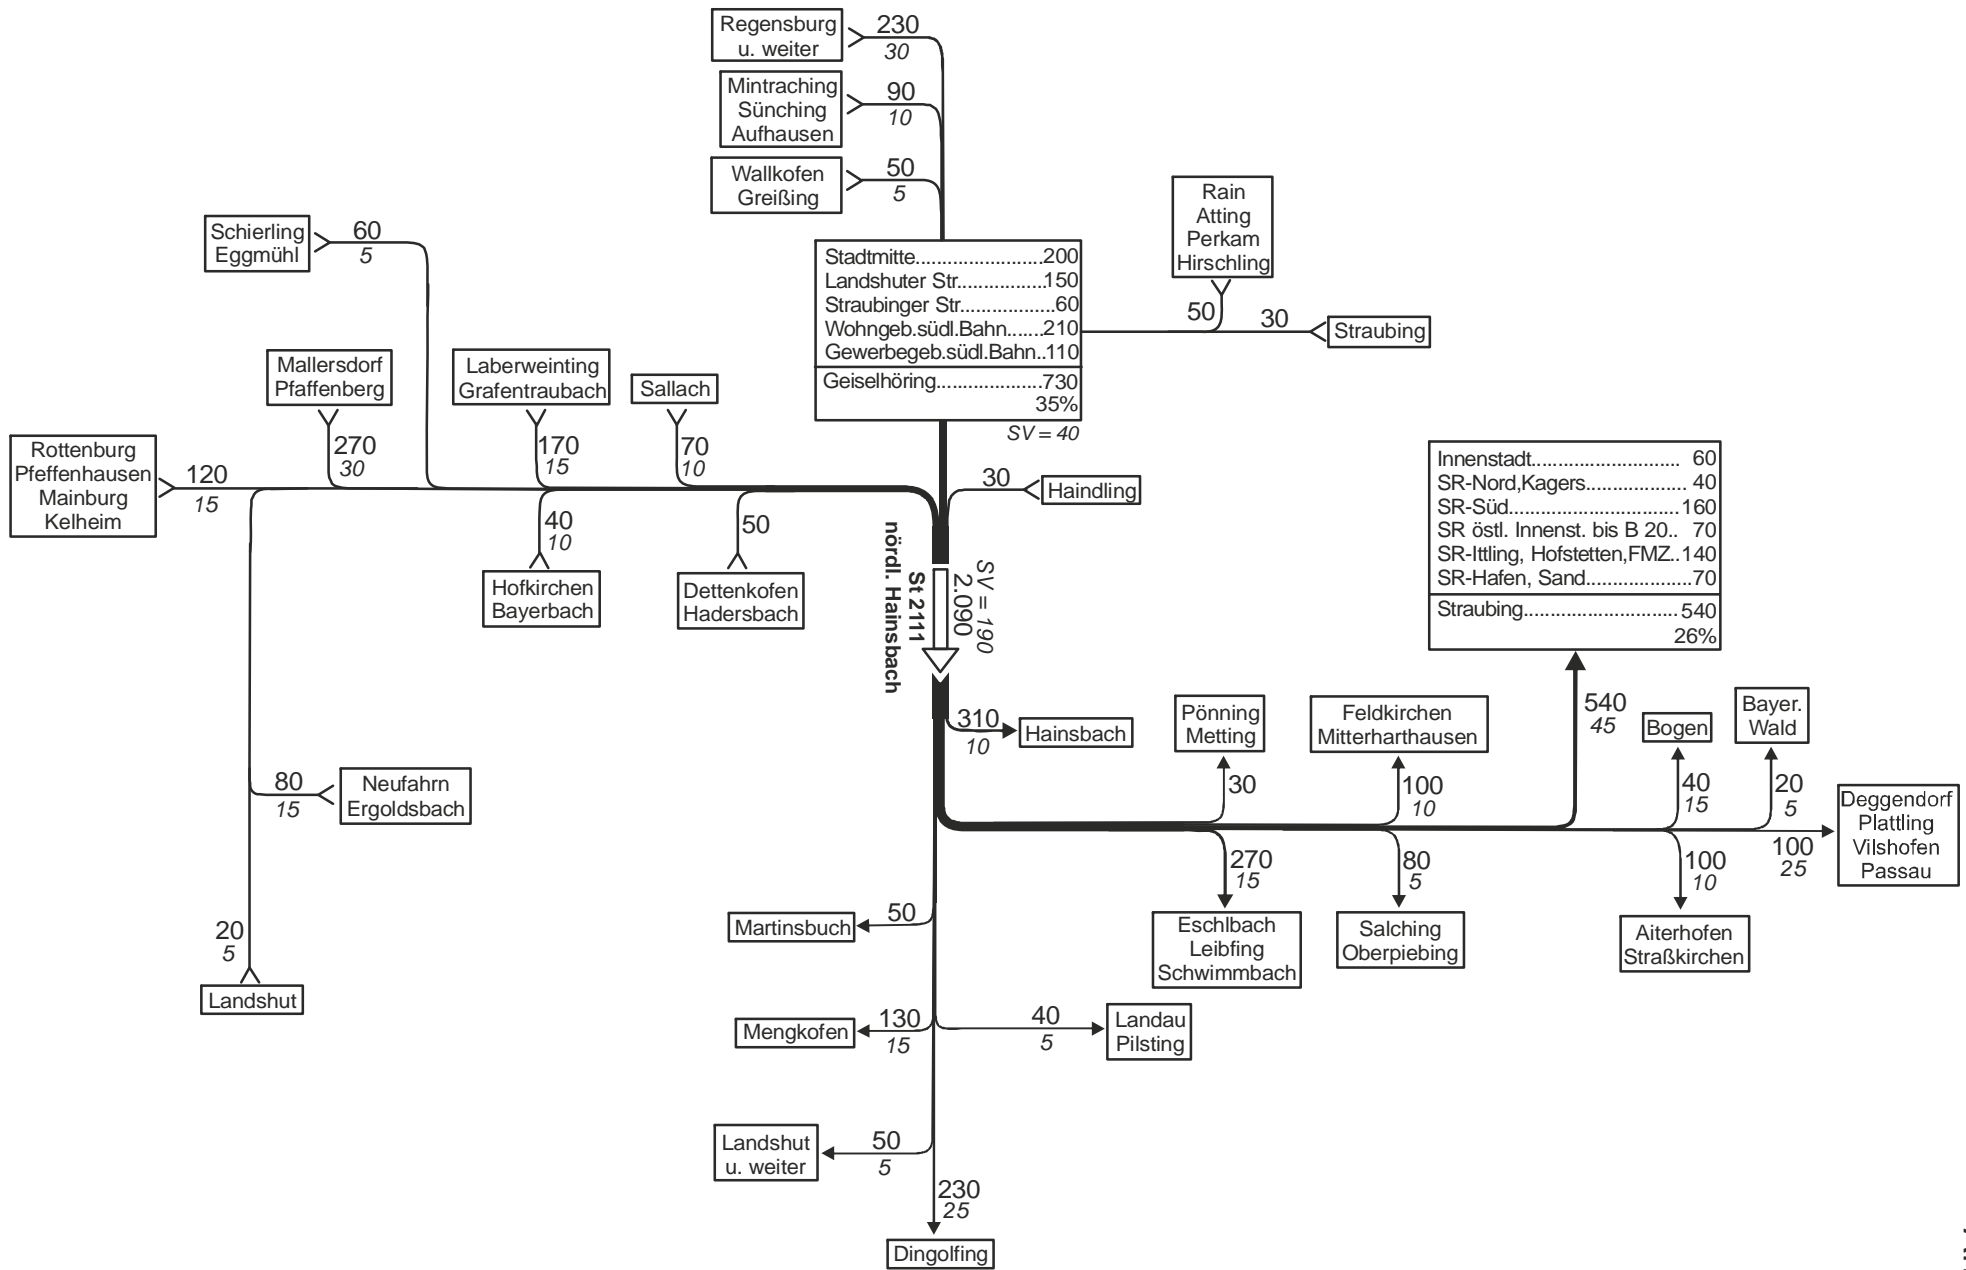 Regensburg
u. weiter
230
30
Mintraching
Sünching
Aufhausen
90
10
Wallkofen
Greißing
50
5
Schierling
Eggmühl
60
5
Rain
Atting
Perkam
Hirschling
50
30
Straubing
Stadtmitte........................200
Landshuter Str.................150
Straubinger Str..................60
Wohngeb.südl.Bahn.......210
Gewerbegeb.südl.Bahn..110
Geiselhöring....................730
35%
SV = 40
Mallersdorf
Pfaffenberg
270
30
Laberweinting
Grafentraubach
170
15
Sallach
70
10
Rottenburg
Pfeffenhausen
Mainburg
Kelheim
120
15
30
Haindling
40
10
Hofkirchen
Bayerbach
50
Dettenkofen
Hadersbach
SV = 190
2.090
St 2111
nördl. Hainsbach
Innenstadt............................ 60
SR-Nord,Kagers................... 40
SR-Süd................................160
SR östl. Innenst. bis B 20.. 70
SR-Ittling, Hofstetten,FMZ..140
SR-Hafen, Sand....................70
Straubing.............................540
26%
540
45
310
10
Hainsbach
Pönning
Metting
30
Feldkirchen
Mitterharthausen
100
10
Bogen
40
15
Bayer.
Wald
20
5
Deggendorf
Plattling
Vilshofen
Passau
100
25
80
15
Neufahrn
Ergoldsbach
20
5
Landshut
270
15
Eschlbach
Leibfing
Schwimmbach
80
5
Salching
Oberpiebing
100
10
Aiterhofen
Straßkirchen
Martinsbuch
50
Mengkofen
130
15
40
5
Landau
Pilsting
Landshut
u. weiter
50
5
230
25
Dingolfing